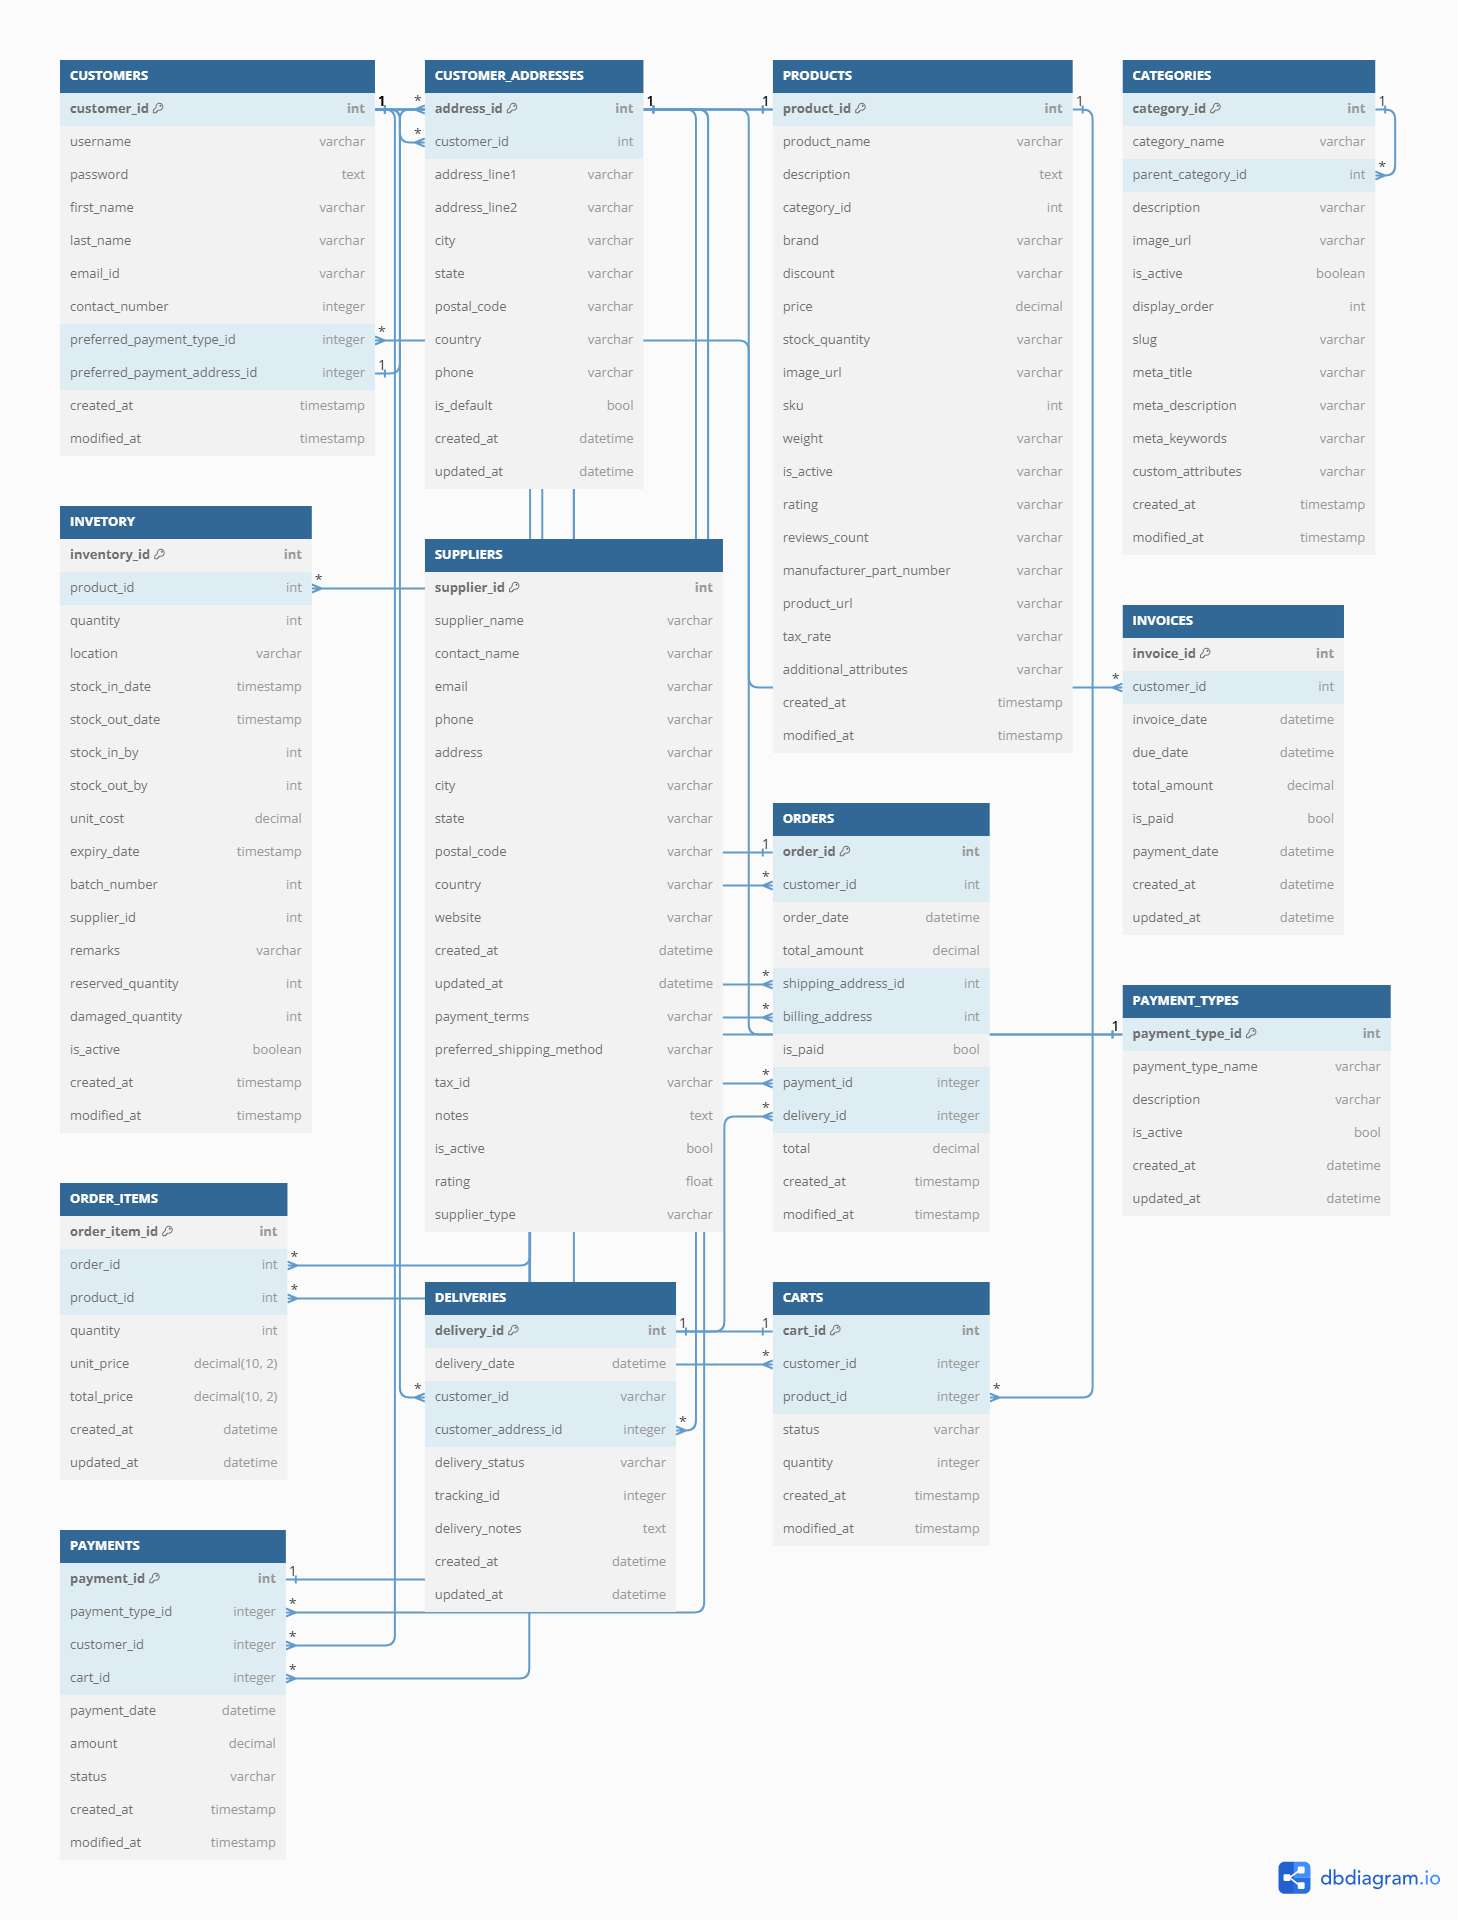 CUSTOMERS
customer_id int
username varchar
password text
first_name varchar
last_name varchar
email_id varchar
contact_number integer
preferred_payment_type_id integer
preferred_payment_address_id integer
created_at timestamp
modified_at timestamp
1
*
1
CUSTOMER_ADDRESSES
address_id int
customer_id int
address_line1 varchar
address_line2 varchar
city varchar
state varchar
postal_code varchar
country varchar
phone varchar
is_default bool
created_at datetime
updated_at datetime
*
*
1
PRODUCTS
product_id int
product_name varchar
description text
category_id int
brand varchar
discount varchar
price decimal
stock_quantity varchar
image_url varchar
sku int
weight varchar
is_active varchar
rating varchar
reviews_count varchar
manufacturer_part_number varchar
product_url varchar
tax_rate varchar
additional_attributes varchar
created_at timestamp
modified_at timestamp
1
1
CATEGORIES
category_id int
category_name varchar
parent_category_id int
description varchar
image_url varchar
is_active boolean
display_order int
slug varchar
meta_title varchar
meta_description varchar
meta_keywords varchar
custom_attributes varchar
created_at timestamp
modified_at timestamp
1
*
INVETORY
inventory_id int
product_id int
quantity int
location varchar
stock_in_date timestamp
stock_out_date timestamp
stock_in_by int
stock_out_by int
unit_cost decimal
expiry_date timestamp
batch_number int
supplier_id int
remarks varchar
reserved_quantity int
damaged_quantity int
is_active boolean
created_at timestamp
modified_at timestamp
*
SUPPLIERS
supplier_id int
supplier_name varchar
contact_name varchar
email varchar
phone varchar
address varchar
city varchar
state varchar
postal_code varchar
country varchar
website varchar
created_at datetime
updated_at datetime
payment_terms varchar
preferred_shipping_method varchar
tax_id varchar
notes text
is_active bool
rating float
supplier_type varchar
INVOICES
invoice_id int
customer_id int
invoice_date datetime
due_date datetime
total_amount decimal
is_paid bool
payment_date datetime
created_at datetime
updated_at datetime
*
ORDERS
order_id int
customer_id int
order_date datetime
total_amount decimal
shipping_address_id int
billing_address int
is_paid bool
payment_id integer
delivery_id integer
total decimal
created_at timestamp
modified_at timestamp
1
*
*
*
*
*
PAYMENT_TYPES
payment_type_id int
payment_type_name varchar
description varchar
is_active bool
created_at datetime
updated_at datetime
1
ORDER_ITEMS
order_item_id int
order_id int
product_id int
quantity int
unit_price decimal(10, 2)
total_price decimal(10, 2)
created_at datetime
updated_at datetime
*
*
DELIVERIES
delivery_id int
delivery_date datetime
customer_id varchar
customer_address_id integer
delivery_status varchar
tracking_id integer
delivery_notes text
created_at datetime
updated_at datetime
1
*
*
CARTS
cart_id int
customer_id integer
product_id integer
status varchar
quantity integer
created_at timestamp
modified_at timestamp
1
*
*
PAYMENTS
payment_id int
payment_type_id integer
customer_id integer
cart_id integer
payment_date datetime
amount decimal
status varchar
created_at timestamp
modified_at timestamp
1
*
*
*
dbdiagram.io